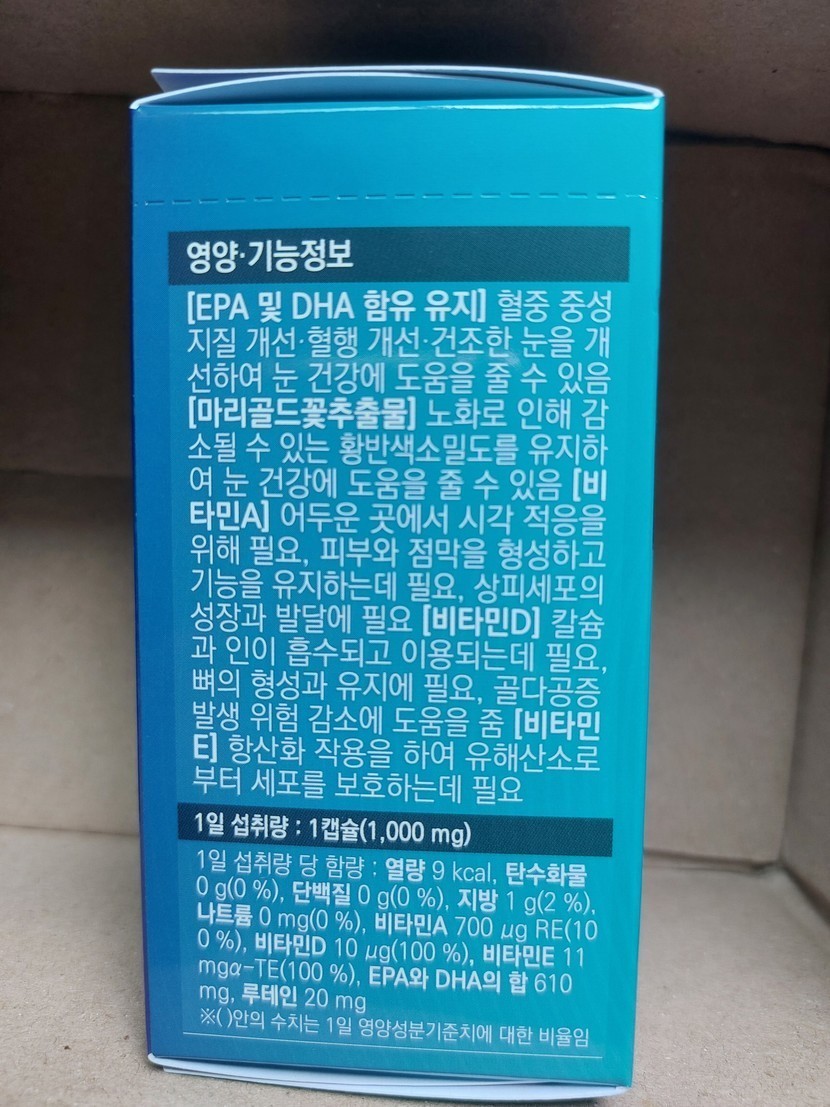 영양·기능정보
[EPA 및 DHA 함유 유지] 혈중 중성
지질 개선·혈행 개선·건조한 눈을 개
선하여 눈 건강에 도움을 줄 수 있음
[마리골드꽃추출물] 노화로 인해 감
소될 수 있는 황반색소밀도를 유지하
여 눈 건강에 도움을 줄 수 있음 [비
타민A] 어두운 곳에서 시각 적응을
위해 필요, 피부와 점막을 형성하고
기능을 유지하는데 필요, 상피세포의
성장과 발달에 필요 [비타민D] 칼슘
과 인이 흡수되고 이용되는데 필요,
뼈의 형성과 유지에 필요, 골다공증
발생 위험 감소에 도움을 줌 [비타민
E] 항산화 작용을 하여 유해산소로
부터 세포를 보호하는데 필요
1일 섭취량 : 1캡슐(1,000 mg)
1일 섭취량 당 함량 : 열량 9 kcal, 탄수화물
0 g(0 %), 단백질 0 g(0 %), 지방 1 g(2 %),
나트륨 0 mg(0 %), 비타민A 700 μg RE(10
0 %), 비타민D 10 μg(100 %), 비타민E 11
mgα-TE(100 %), EPA와 DHA의 합 610
mg, 루테인 20 mg
※( )안의 수치는 1일 영양성분기준치에 대한 비율임